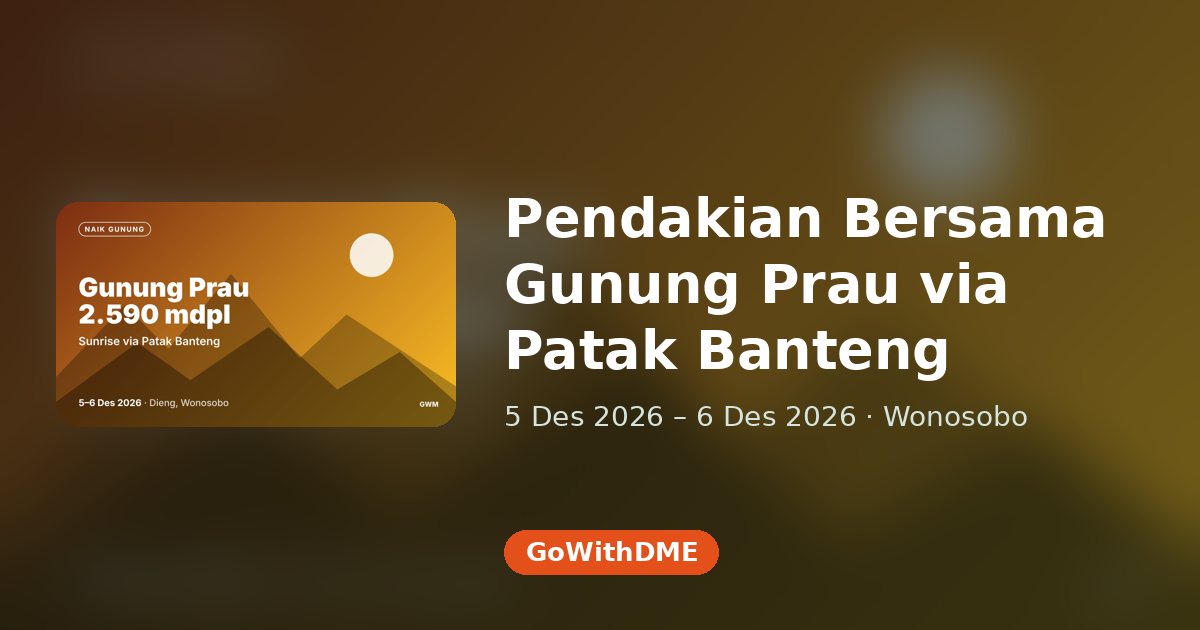 NAIK GUNUNG
Gunung Prau
2.590 mdpl
Sunrise via Patak Banteng
5–6 Des 2026 · Dieng, Wonosobo
GWM
Pendakian Bersama
Gunung Prau via
Patak Banteng
5 Des 2026 – 6 Des 2026 · Wonosobo
GoWithDME